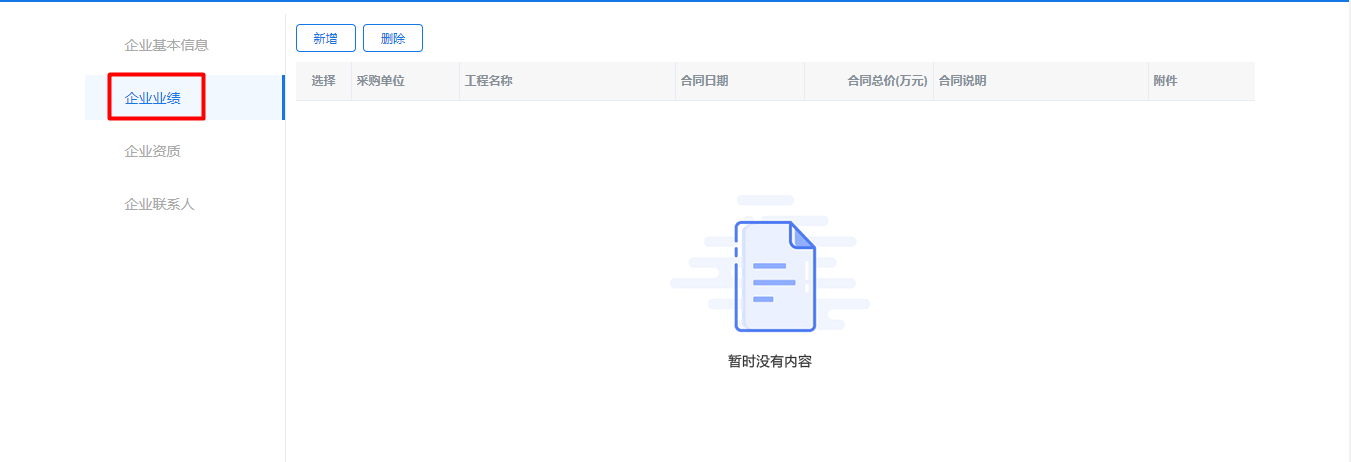 企业基本信息
企业业绩
企业资质
企业联系人
新增 删除
选择 采购单位 工程名称 合同日期 合同总价(万元) 合同说明 附件
暂时没有内容